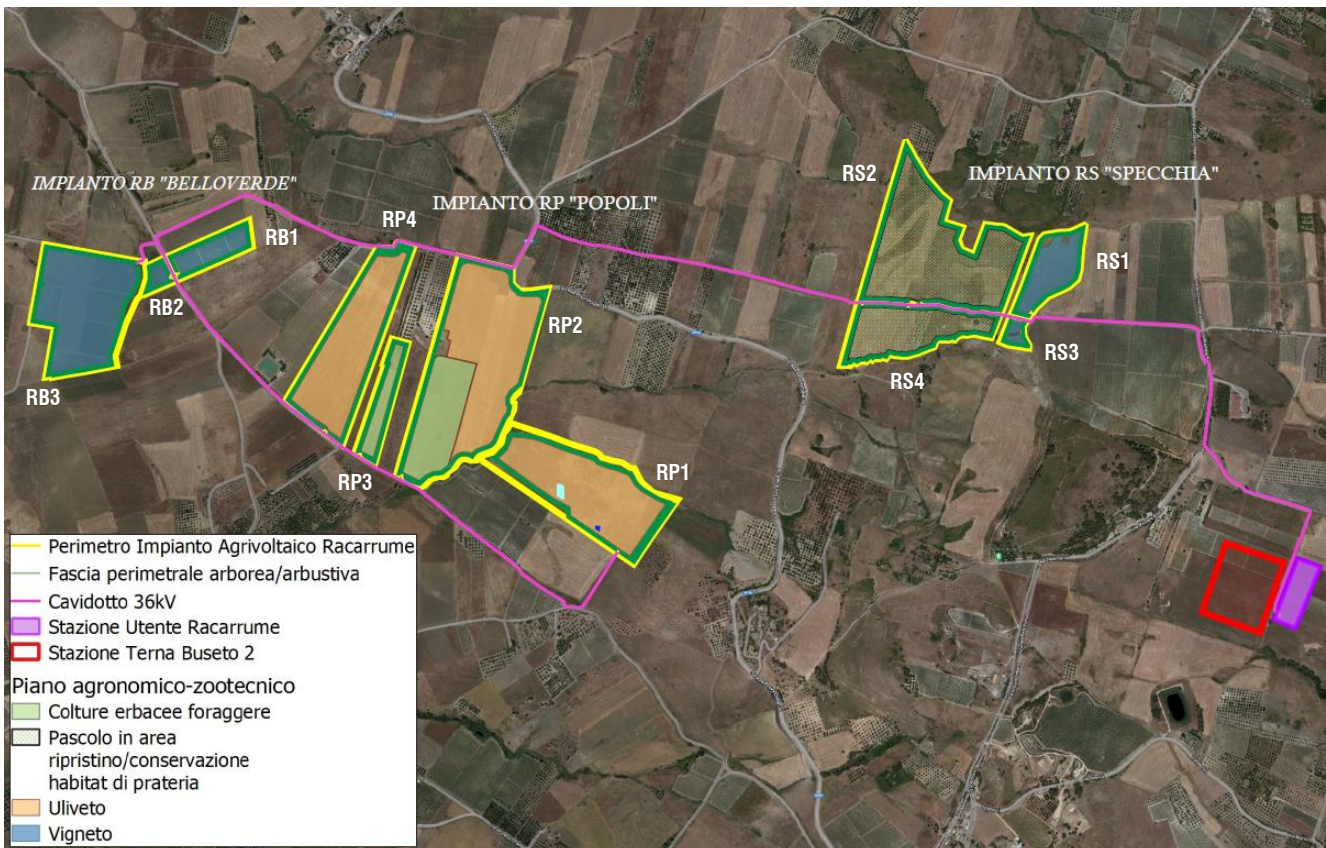 IMPIANTO RB "BELLOVERDE"
IMPIANTO RP "POPOLI"
IMPIANTO RS "SPECCHIA"
RS2
RP4
RB1
RS1
RB2
RP2
RS3
RB3
RS4
RP3
RP1
Perimetro Impianto Agrivoltaico Racarrume
Fascia perimetrale arborea/arbustiva
Cavidotto 36kV
Stazione Utente Racarrume
Stazione Terna Buseto 2
Piano agronomico-zootecnico
Colture erbacee foraggere
Pascolo in area
ripristino/conservazione
habitat di prateria
Uliveto
Vigneto